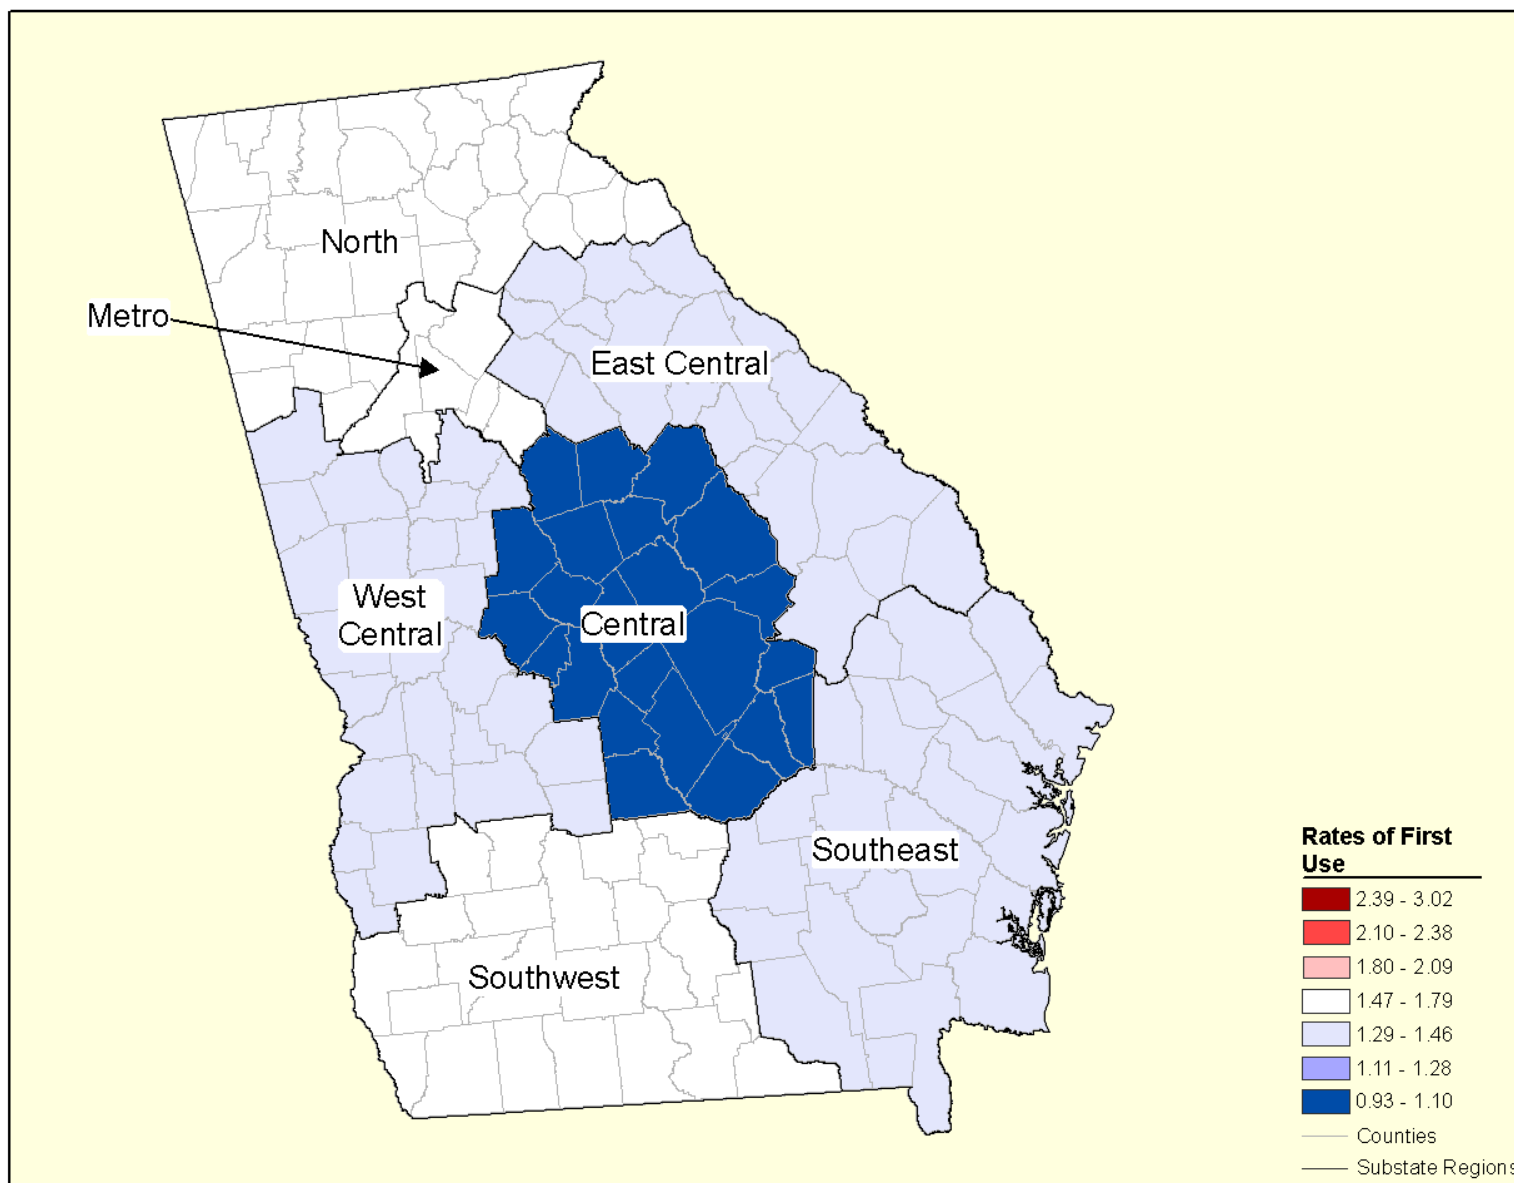 North
Metro
East Central
West
Central
Central
Southeast
Southwest
Rates of First
Use
2.39 - 3.02
2.10 - 2.38
1.80 - 2.09
1.47 - 1.79
1.29 - 1.46
1.11 - 1.28
0.93 - 1.10
Counties
Substate Regions